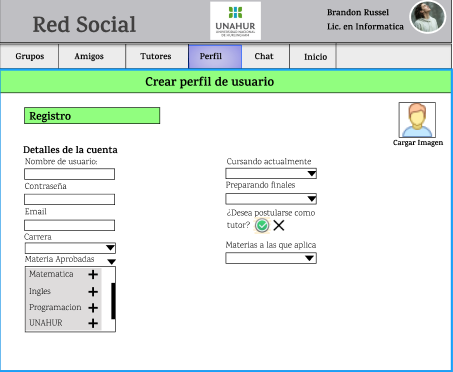 Red Social
UNAHUR
UNIVERSIDAD NACIONAL
DE HURLINGHAM
Brandon Russel
Lic. en Informatica
Grupos
Amigos
Tutores
Perfil
Chat
Inicio
Crear perfil de usuario
Registro
Cargar Imagen
Detalles de la cuenta
Nombre de usuario:
Contraseña
Email
Carrera
Materia Aprobadas
Matematica
Ingles
Programacion
UNAHUR
Cursando actualmente
Preparando finales
¿Desea postularse como
tutor?
Materias a las que aplica